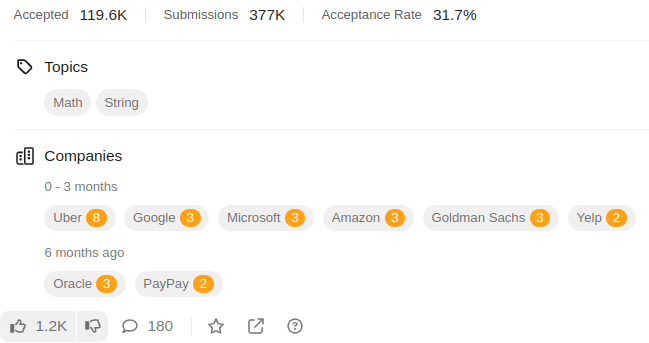 Accepted 119.6K Submissions 377K Acceptance Rate 31.7%
Topics
Math String
Companies
0 - 3 months
Uber 8 Google 3 Microsoft 3 Amazon 3 Goldman Sachs 3 Yelp 2
6 months ago
Oracle 3 PayPay 2
1.2K 180